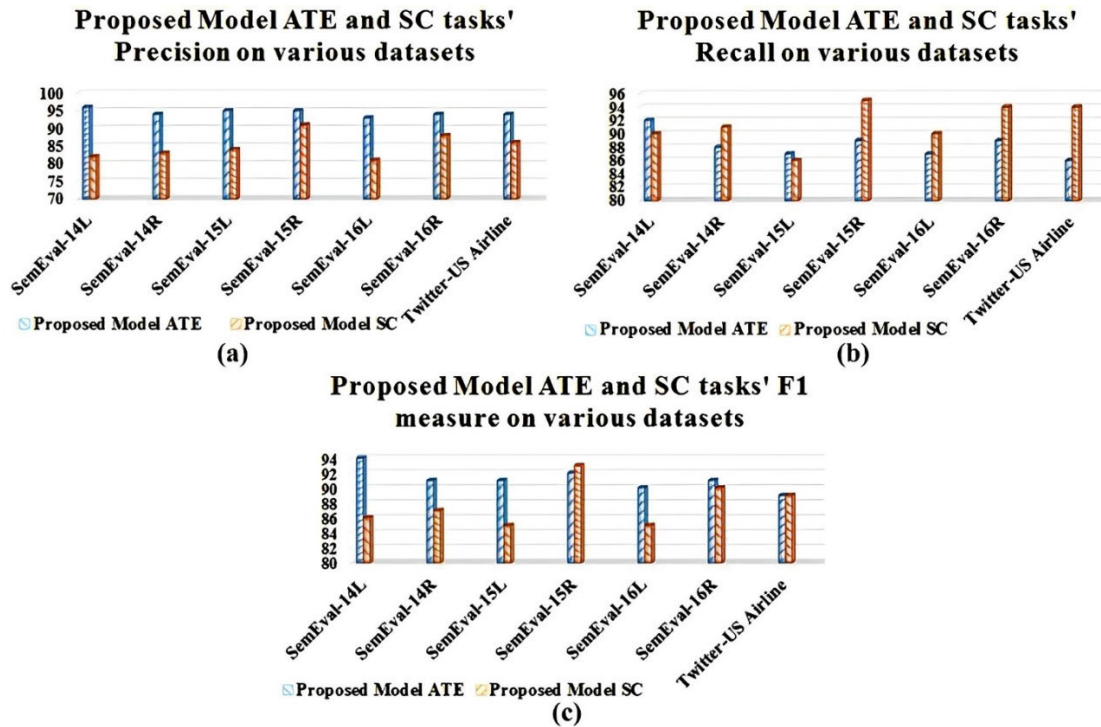 Proposed Model ATE and SC tasks'
Precision on various datasets
100
95
90
85
80
75
70
SemEval-14L
SemEval-14R
SemEval-15L
SemEval-15R
SemEval-16L
SemEval-16R
Twitter-US Airline
Proposed Model ATE
Proposed Model SC
(a)
Proposed Model ATE and SC tasks'
Recall on various datasets
96
94
92
90
88
86
84
82
80
SemEval-14L
SemEval-14R
SemEval-15L
SemEval-15R
SemEval-16L
SemEval-16R
Twitter-US Airline
Proposed Model ATE
Proposed Model SC
(b)
Proposed Model ATE and SC tasks' F1
measure on various datasets
94
92
90
88
86
84
82
80
SemEval-14L
SemEval-14R
SemEval-15L
SemEval-15R
SemEval-16L
SemEval-16R
Twitter-US Airline
Proposed Model ATE
Proposed Model SC
(c)